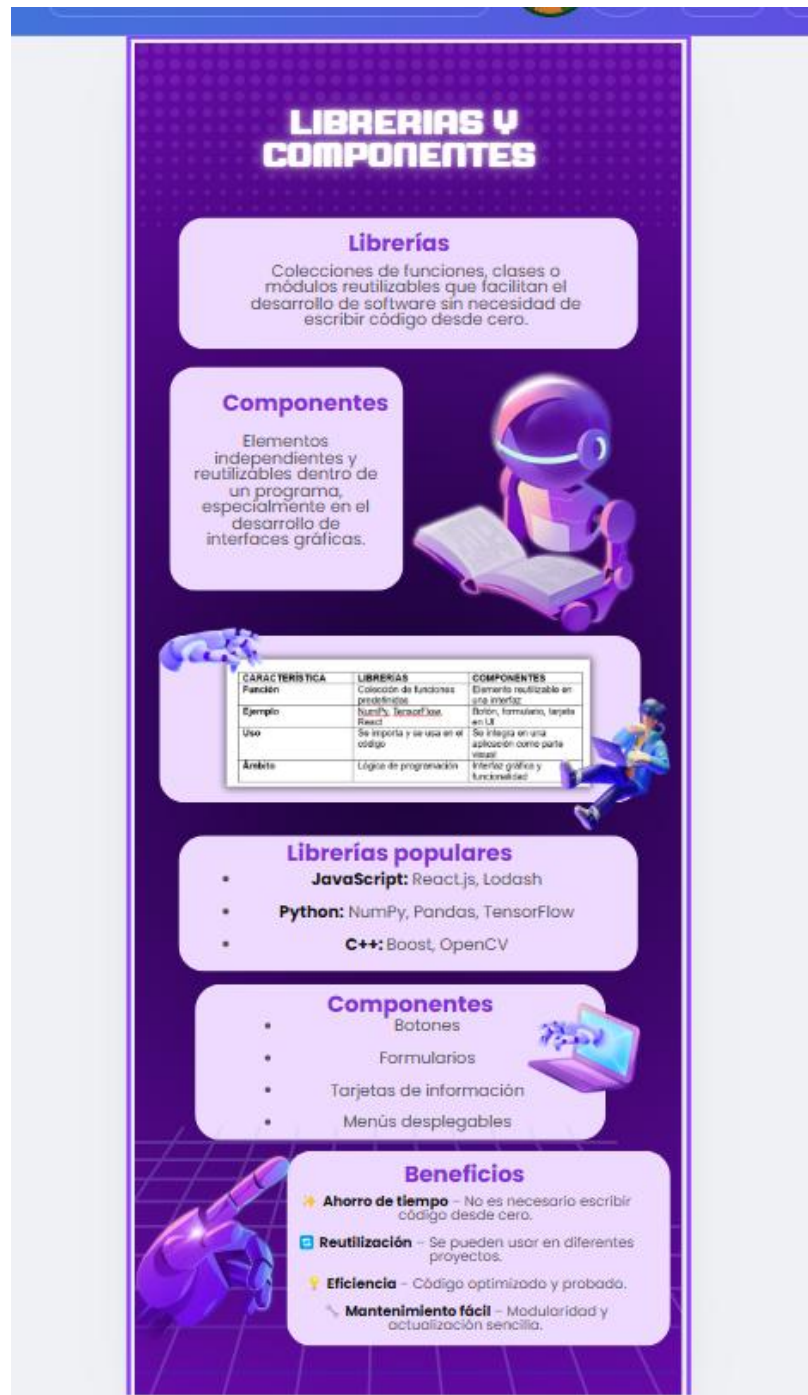 LIBRERIAS Y
COMPONENTES
Librerías
Colecciones de funciones, clases o
módulos reutilizables que facilitan el
desarrollo de software sin necesidad de
escribir código desde cero.
Componentes
Elementos
independientes y
reutilizables dentro de
un programa,
especialmente en el
desarrollo de
interfaces gráficas.
CARACTERÍSTICA LIBRERÍAS COMPONENTES
Función Colección de funciones predefinidas Elemento reutilizable en una interfaz
Ejemplo NumPy, TensorFlow, React Botón, formulario, tarjeta en UI
Uso Se importa y se usa en el código Se integra en una aplicación como parte visual
Ámbito Lógica de programación Interfaz gráfica y funcionalidad
Librerías populares
• JavaScript: React.js, Lodash
• Python: NumPy, Pandas, TensorFlow
• C++: Boost, OpenCV
Componentes
• Botones
• Formularios
• Tarjetas de información
• Menús desplegables
Beneficios
✨ Ahorro de tiempo – No es necesario escribir
código desde cero.
🔁 Reutilización – Se pueden usar en diferentes
proyectos.
💡 Eficiencia – Código optimizado y probado.
🔧 Mantenimiento fácil – Modularidad y
actualización sencilla.